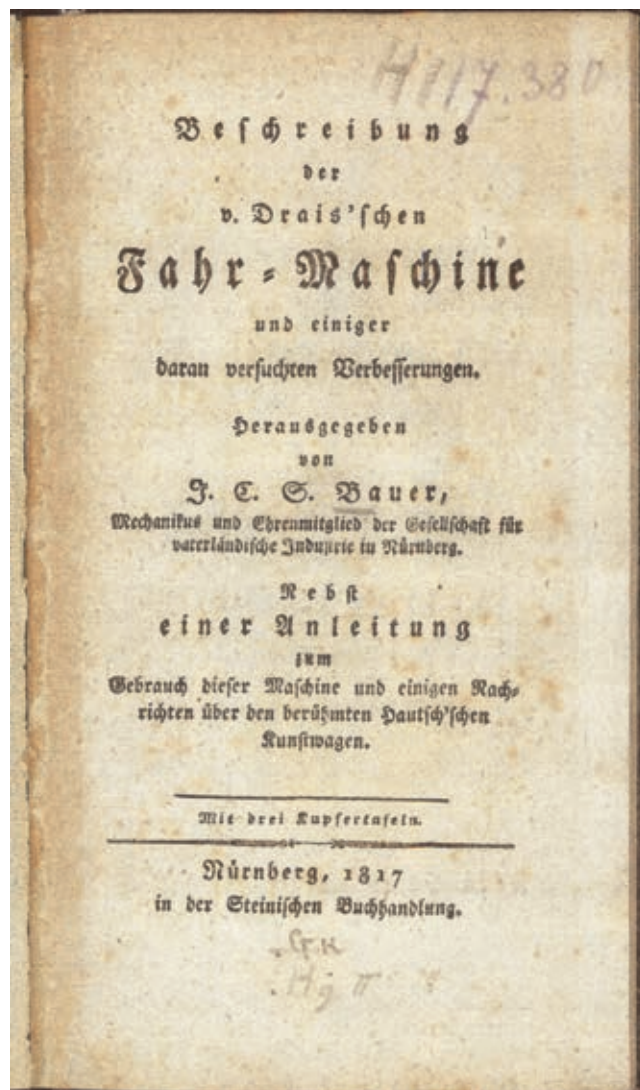 H 117.380
Beſchreibung
der
v. Drais'ſchen
Fahr-Maſchine
und einiger
daran verſuchten Verbeſſerungen.
Herausgegeben
von
J. C. S. Bauer,
Mechanikus und Ehrenmitglied der Geſellſchaft für
vaterländiſche Induſtrie in Nürnberg.
Nebſt
einer Anleitung
zum
Gebrauch dieſer Maſchine und einigen Nach-
richten über den berühmten Hautſch'ſchen
Kunſtwagen.
Mit drei Kupfertafeln.
Nürnberg, 1817
in der Steiniſchen Buchhandlung.